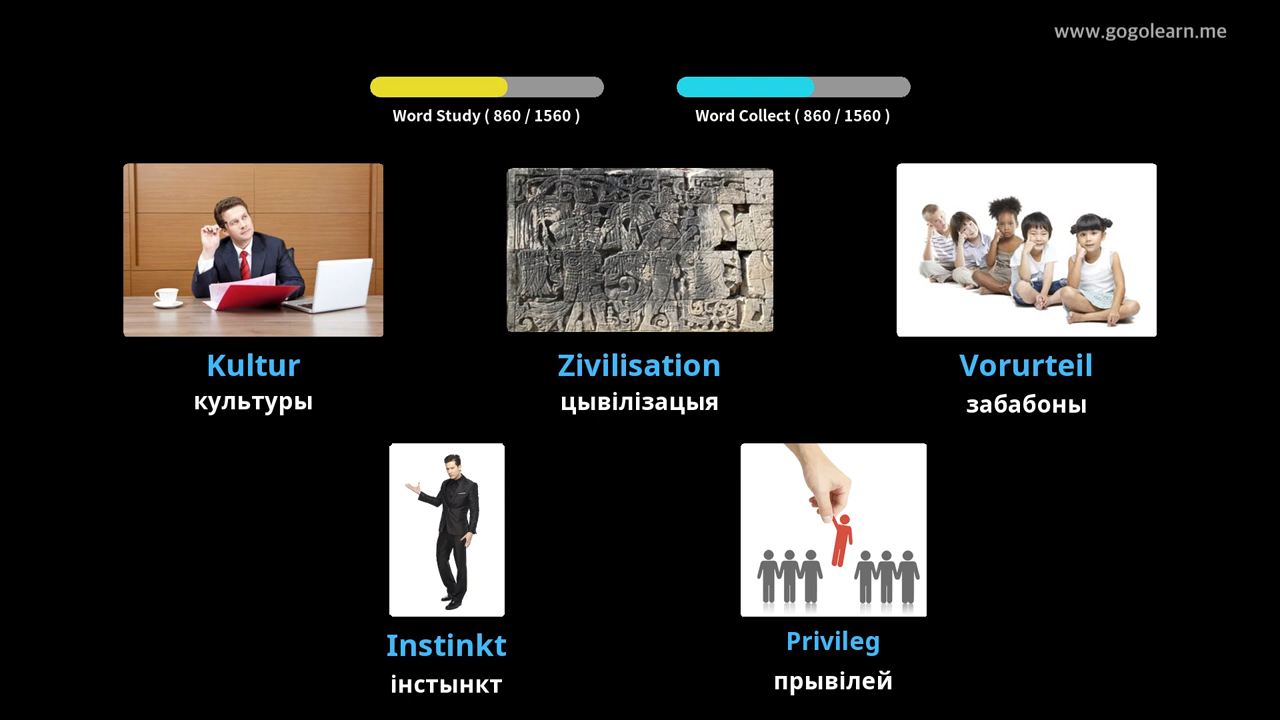 www.gogolearn.me
Word Study ( 860 / 1560 )
Word Collect ( 860 / 1560 )
Kultur
Zivilisation
Vorurteil
культуры
цывілізацыя
забабоны
Instinkt
Privileg
інстынкт
прывілей